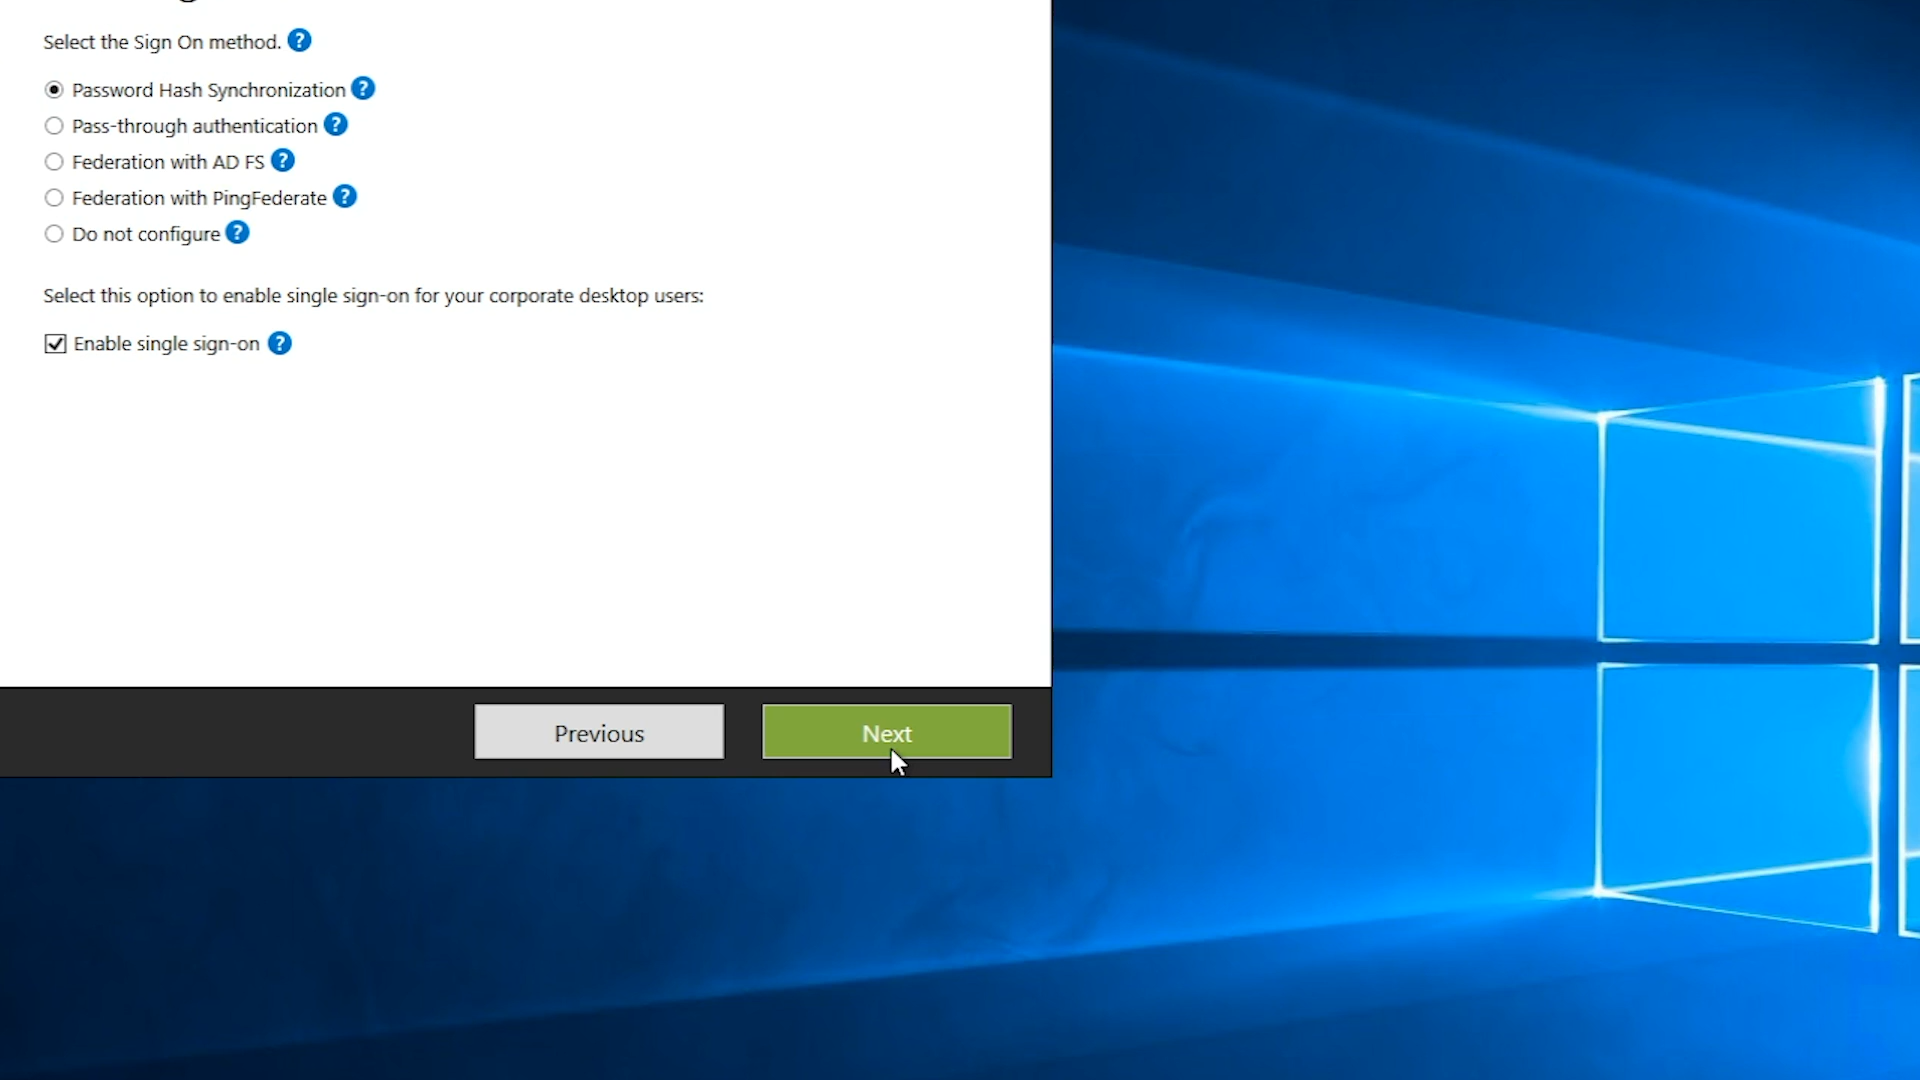 Select the Sign On method. ?
Password Hash Synchronization ?
Pass-through authentication ?
Federation with AD FS ?
Federation with PingFederate ?
Do not configure ?
Select this option to enable single sign-on for your corporate desktop users:
Enable single sign-on ?
Previous
Next